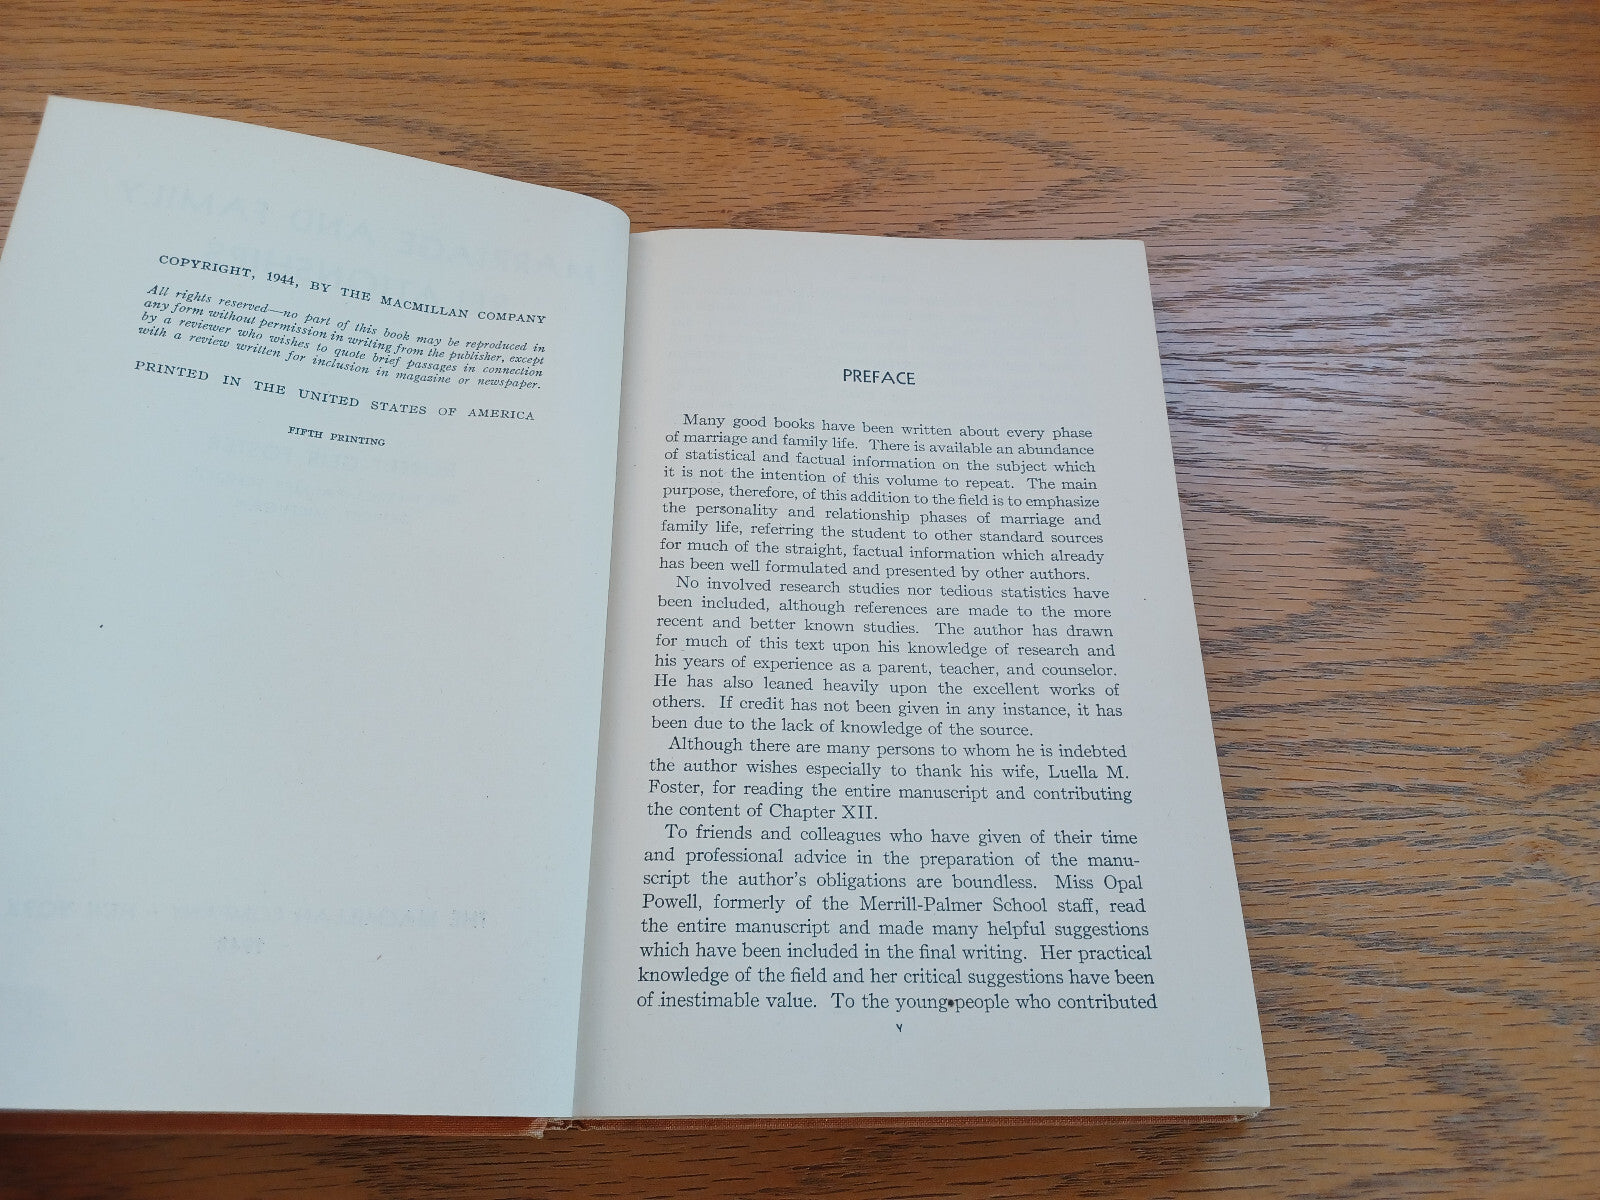 COPYRIGHT, 1944, BY THE MACMILLAN COMPANY
All rights reserved—no part of this book may be reproduced in
any form without permission in writing from the publisher, except
by a reviewer who wishes to quote brief passages in connection
with a review written for inclusion in magazine or newspaper.
PRINTED IN THE UNITED STATES OF AMERICA
FIFTH PRINTING
PREFACE
Many good books have been written about every phase
of marriage and family life. There is available an abundance
of statistical and factual information on the subject which
it is not the intention of this volume to repeat. The main
purpose, therefore, of this addition to the field is to emphasize
the personality and relationship phases of marriage and
family life, referring the student to other standard sources
for much of the straight, factual information which already
has been well formulated and presented by other authors.
No involved research studies nor tedious statistics have
been included, although references are made to the more
recent and better known studies. The author has drawn
for much of this text upon his knowledge of research and
his years of experience as a parent, teacher, and counselor.
He has also leaned heavily upon the excellent works of
others. If credit has not been given in any instance, it has
been due to the lack of knowledge of the source.
Although there are many persons to whom he is indebted
the author wishes especially to thank his wife, Luella M.
Foster, for reading the entire manuscript and contributing
the content of Chapter XII.
To friends and colleagues who have given of their time
and professional advice in the preparation of the manu-
script the author's obligations are boundless. Miss Opal
Powell, formerly of the Merrill-Palmer School staff, read
the entire manuscript and made many helpful suggestions
which have been included in the final writing. Her practical
knowledge of the field and her critical suggestions have been
of inestimable value. To the young people who contributed
v